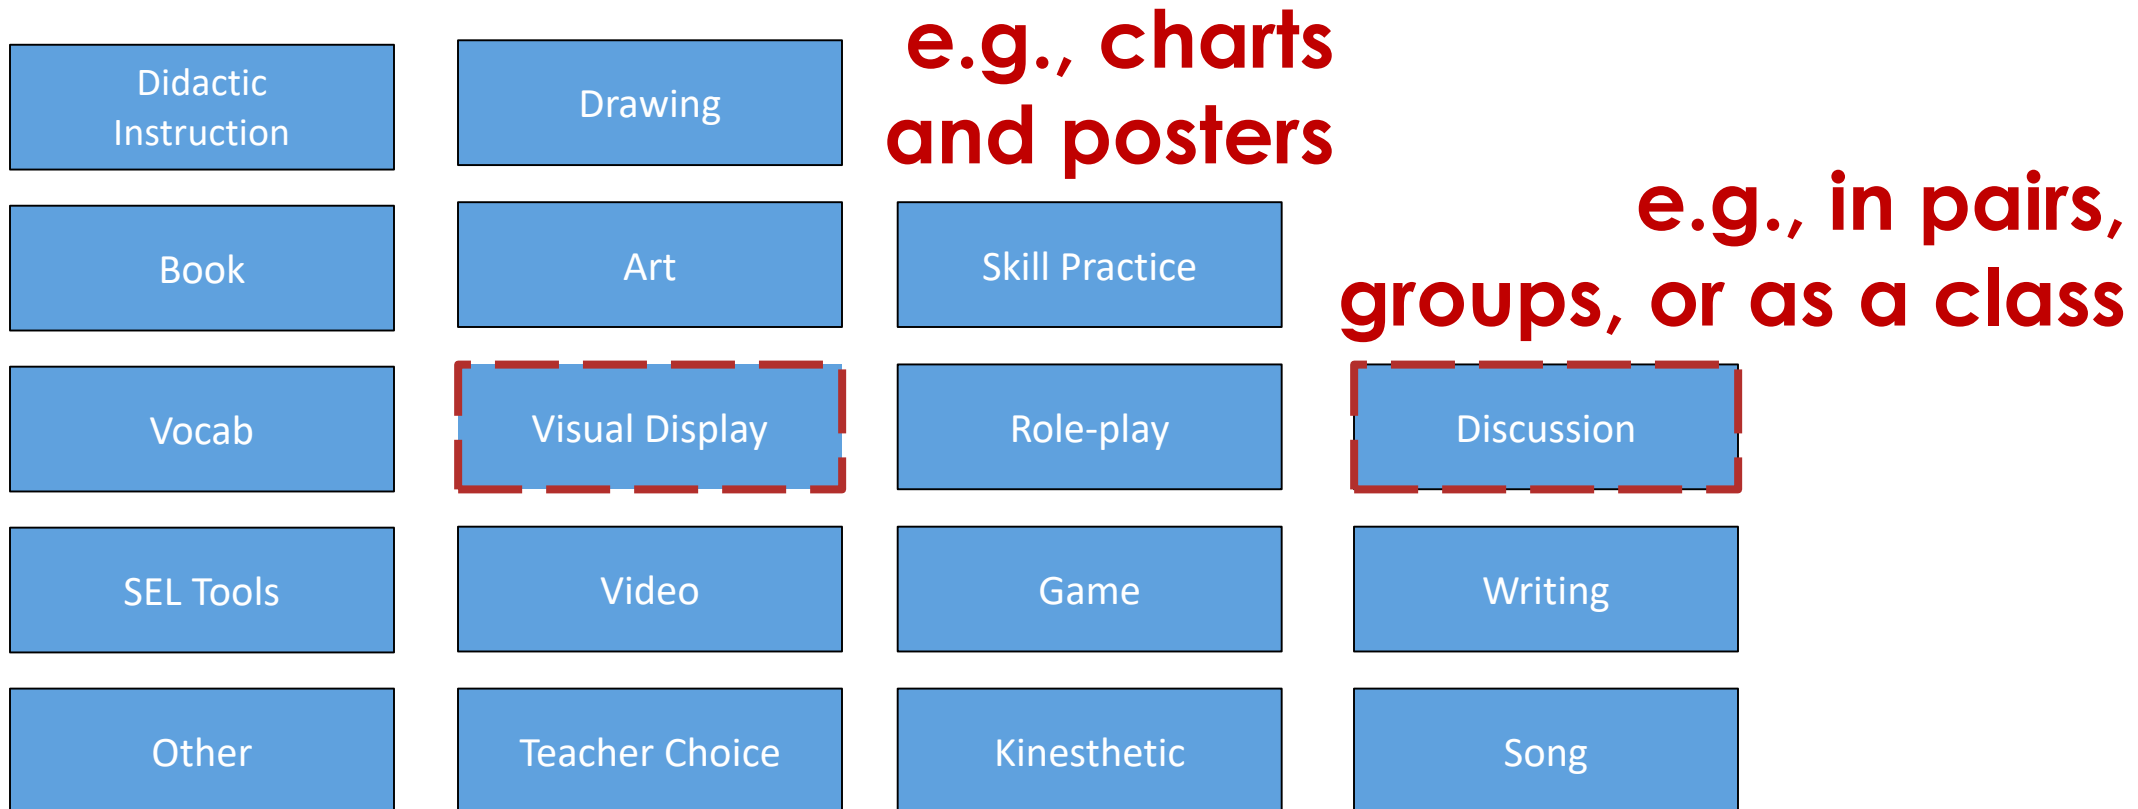 e.g., charts
and posters
e.g., in pairs,
groups, or as a class
Didactic
Instruction
Book
Vocab
SEL Tools
Other
Drawing
Art
Visual Display
Video
Teacher Choice
Skill Practice
Role-play
Game
Kinesthetic
Discussion
Writing
Song